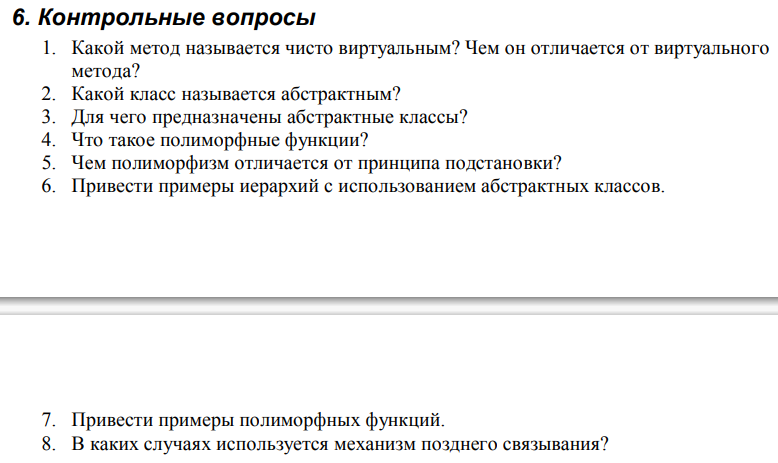 6. Контрольные вопросы
1. Какой метод называется чисто виртуальным? Чем он отличается от виртуального
метода?
2. Какой класс называется абстрактным?
3. Для чего предназначены абстрактные классы?
4. Что такое полиморфные функции?
5. Чем полиморфизм отличается от принципа подстановки?
6. Привести примеры иерархий с использованием абстрактных классов.
7. Привести примеры полиморфных функций.
8. В каких случаях используется механизм позднего связывания?